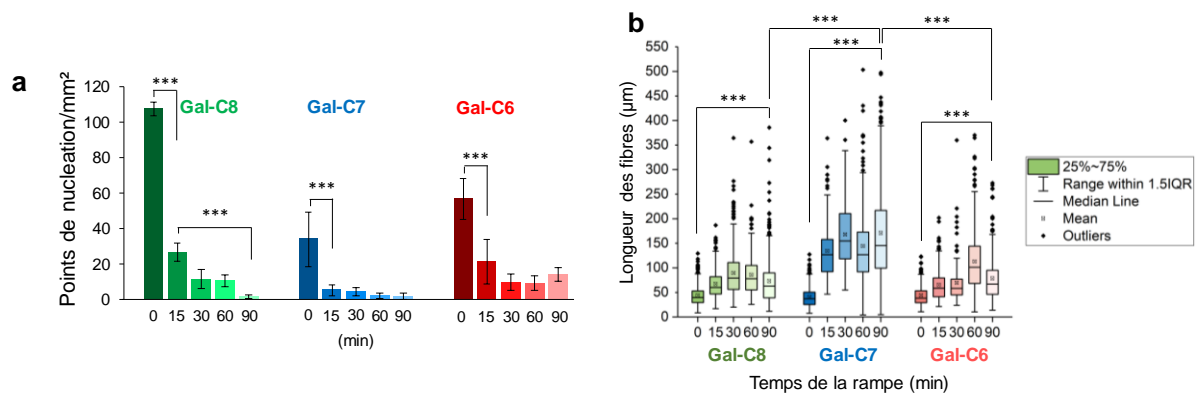 a
Points de nucleation/mm²
120
100
80
60
40
20
0
***
***
***
***
Gal-C8
Gal-C7
Gal-C6
0 15 30 60 90
0 15 30 60 90
0 15 30 60 90
(min)
b
Longueur des fibres (µm)
550
500
450
400
350
300
250
200
150
100
50
0
***
***
***
***
***
0 15 30 60 90
0 15 30 60 90
0 15 30 60 90
Gal-C8
Gal-C7
Gal-C6
Temps de la rampe (min)
25%~75%
Range within 1.5IQR
Median Line
Mean
Outliers